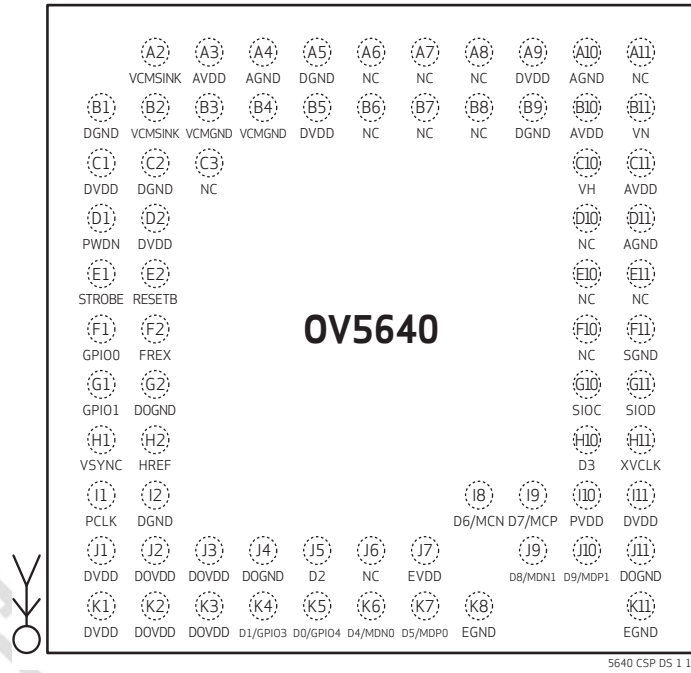 A2 A3 A4 A5 A6 A7 A8 A9 A10 A11
VCMSINK AVDD AGND DGND NC NC NC DVDD AGND NC
B1 B2 B3 B4 B5 B6 B7 B8 B9 B10 B11
DGND VCMSINK VCMGND VCMGND DVDD NC NC NC DGND AVDD VN
C1 C2 C3 C10 C11
DVDD DGND NC VH AVDD
D1 D2 D10 D11
PWDN DVDD NC AGND
E1 E2 E10 E11
STROBE RESETB NC NC
OV5640
F1 F2 F10 F11
GPIO0 FREX NC SGND
G1 G2 G10 G11
GPIO1 DOGND SIOC SIOD
H1 H2 H10 H11
VSYNC HREF D3 XVCLK
I1 I2 I8 I9 I10 I11
PCLK DGND D6/MCN D7/MCP PVDD DVDD
J1 J2 J3 J4 J5 J6 J7 J9 J10 J11
DVDD DOVDD DOVDD DOGND D2 NC EVDD D8/MDN1 D9/MDP1 DOGND
K1 K2 K3 K4 K5 K6 K7 K8 K11
DVDD DOVDD DOVDD D1/GPIO3 D0/GPIO4 D4/MDN0 D5/MDP0 EGND EGND
5640 CSP DS 1 1